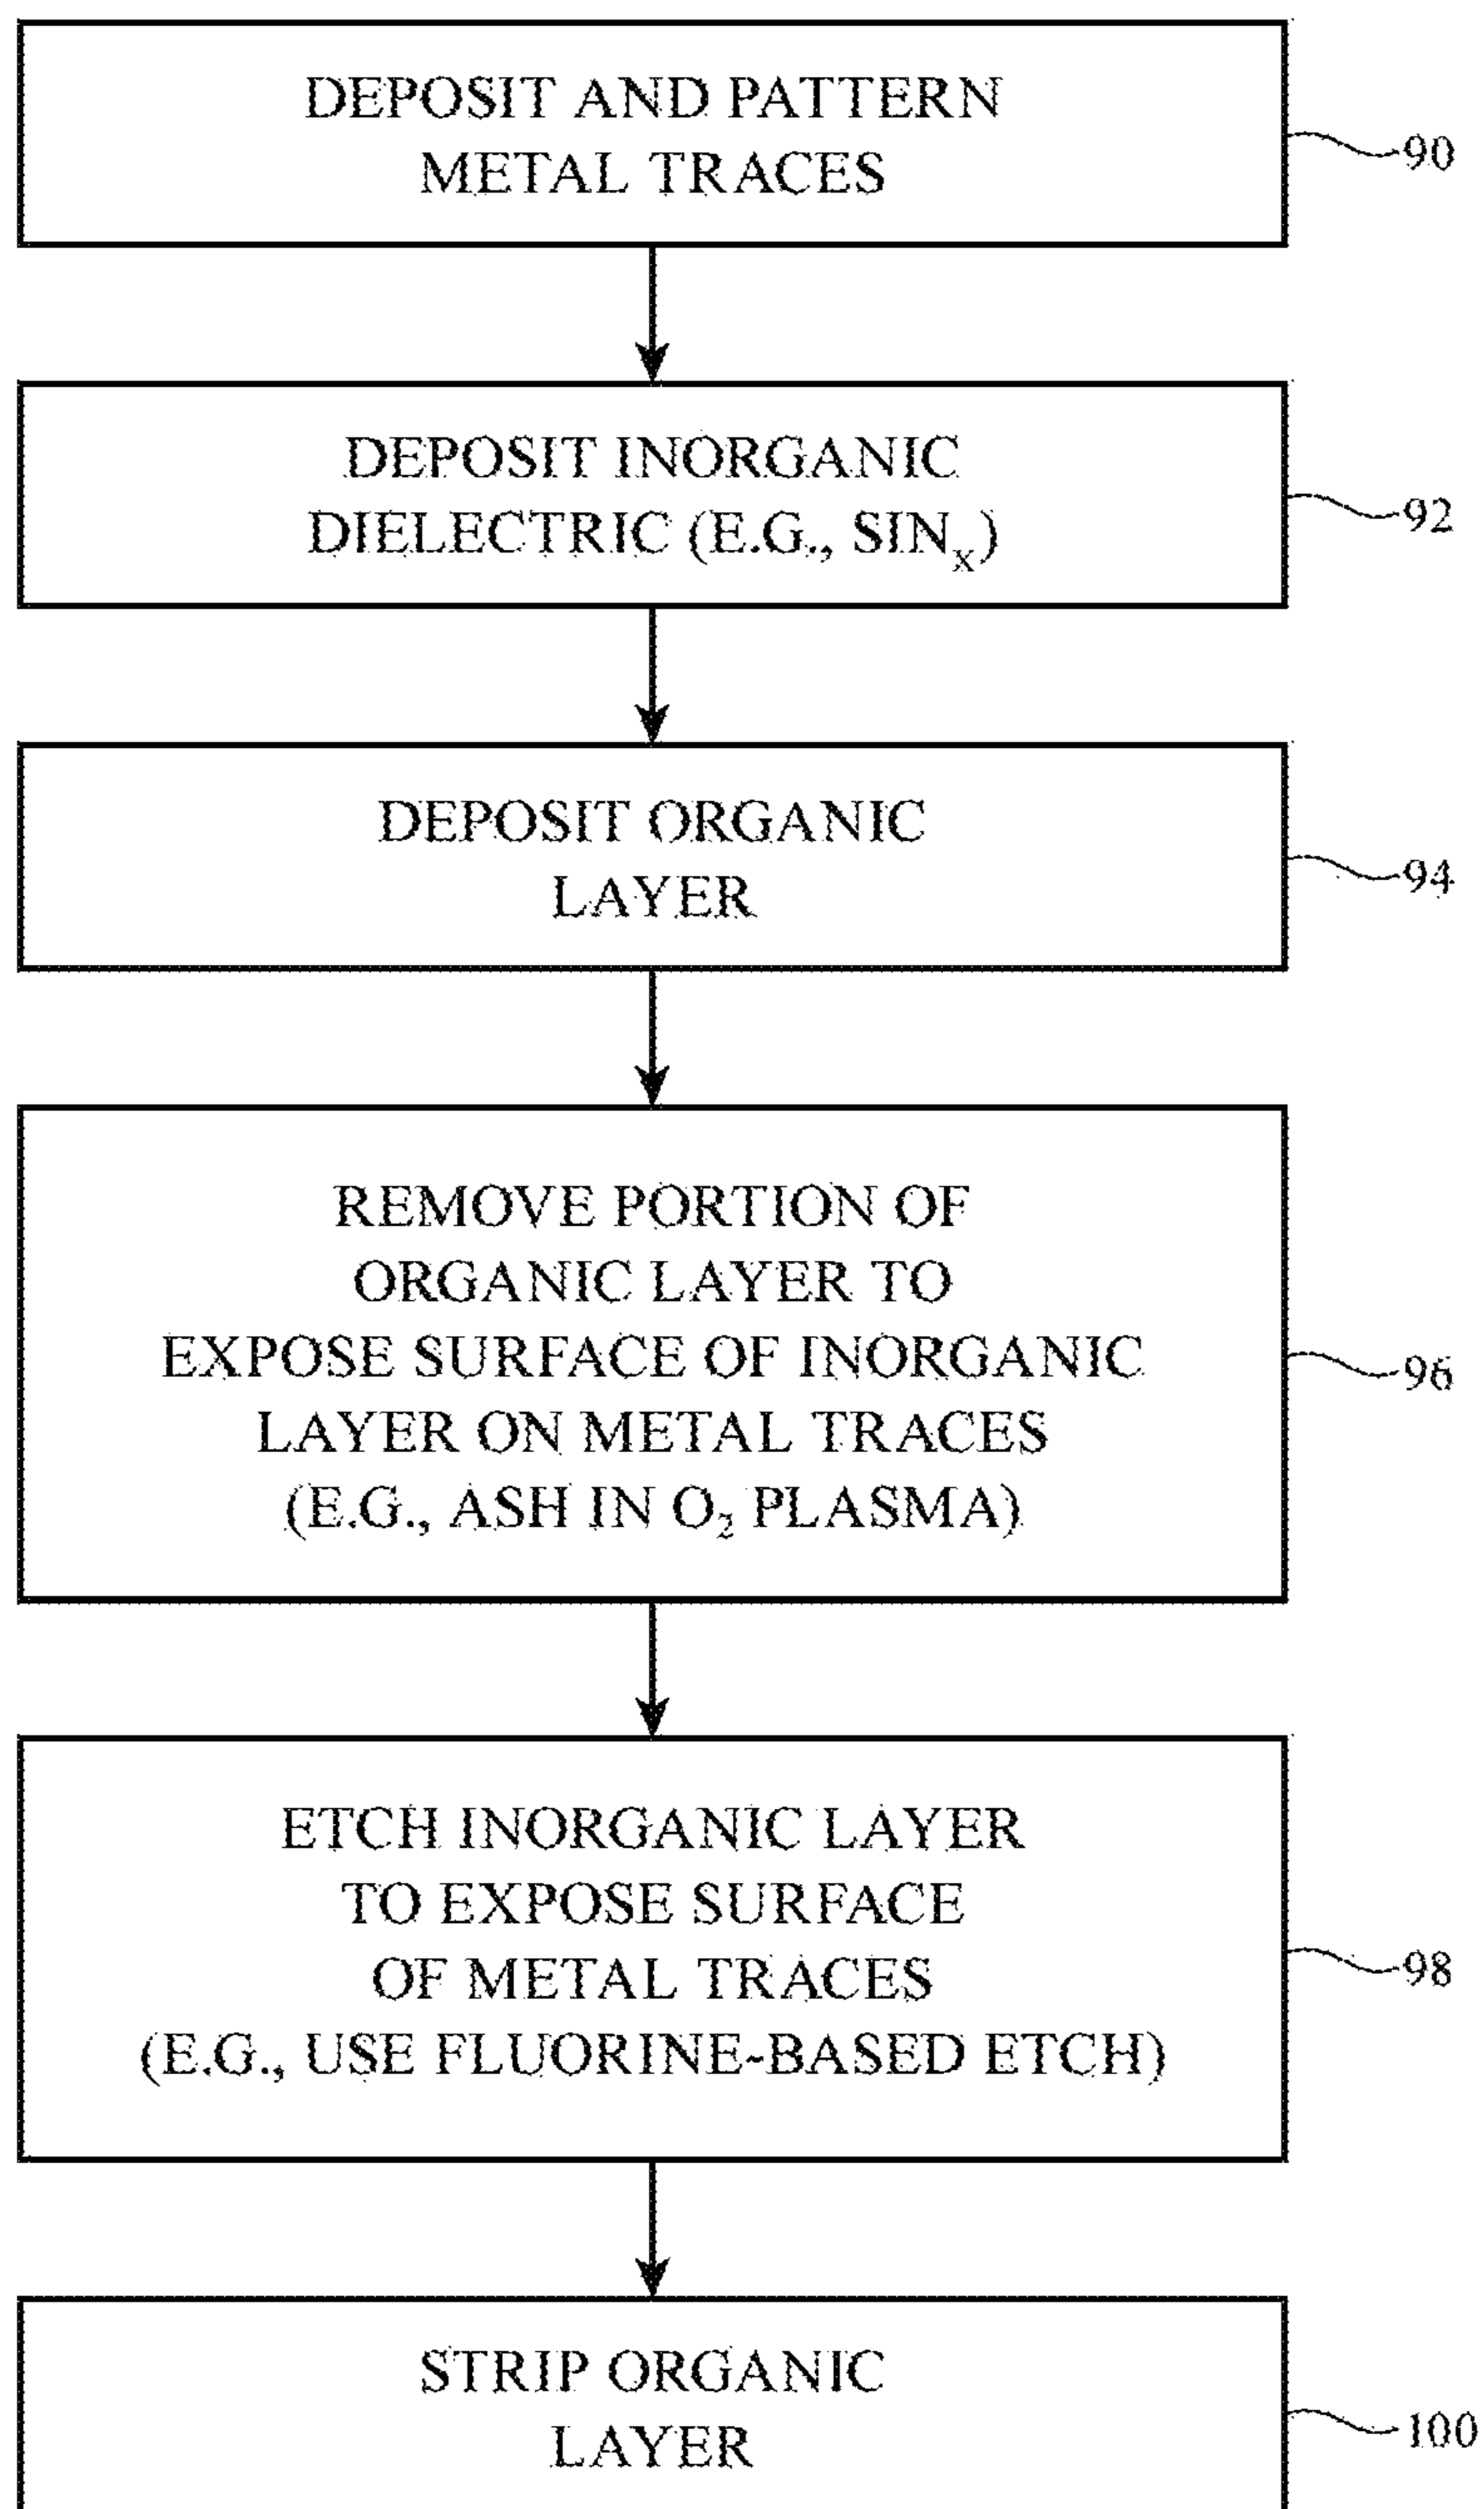 DEPOSIT AND PATTERN
METAL TRACES
90
DEPOSIT INORGANIC
DIELECTRIC (E.G., SINₓ)
92
DEPOSIT ORGANIC
LAYER
94
REMOVE PORTION OF
ORGANIC LAYER TO
EXPOSE SURFACE OF INORGANIC
LAYER ON METAL TRACES
(E.G., ASH IN O₂ PLASMA)
96
ETCH INORGANIC LAYER
TO EXPOSE SURFACE
OF METAL TRACES
(E.G., USE FLUORINE-BASED ETCH)
98
STRIP ORGANIC
LAYER
100